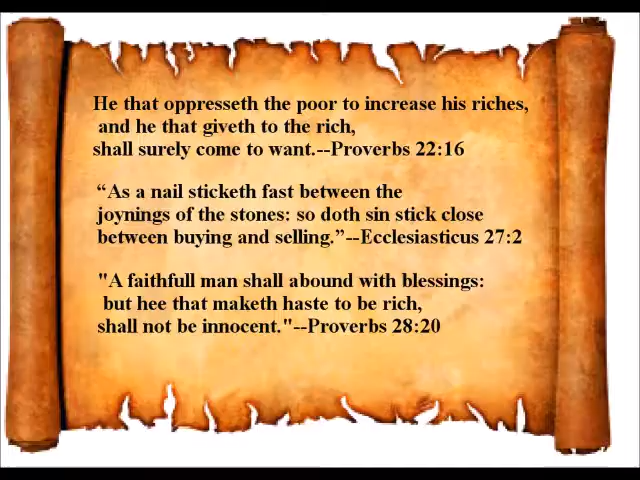 He that oppresseth the poor to increase his riches,
and he that giveth to the rich,
shall surely come to want.--Proverbs 22:16
“As a nail sticketh fast between the
joynings of the stones: so doth sin stick close
between buying and selling.”--Ecclesiasticus 27:2
"A faithfull man shall abound with blessings:
but hee that maketh haste to be rich,
shall not be innocent."--Proverbs 28:20